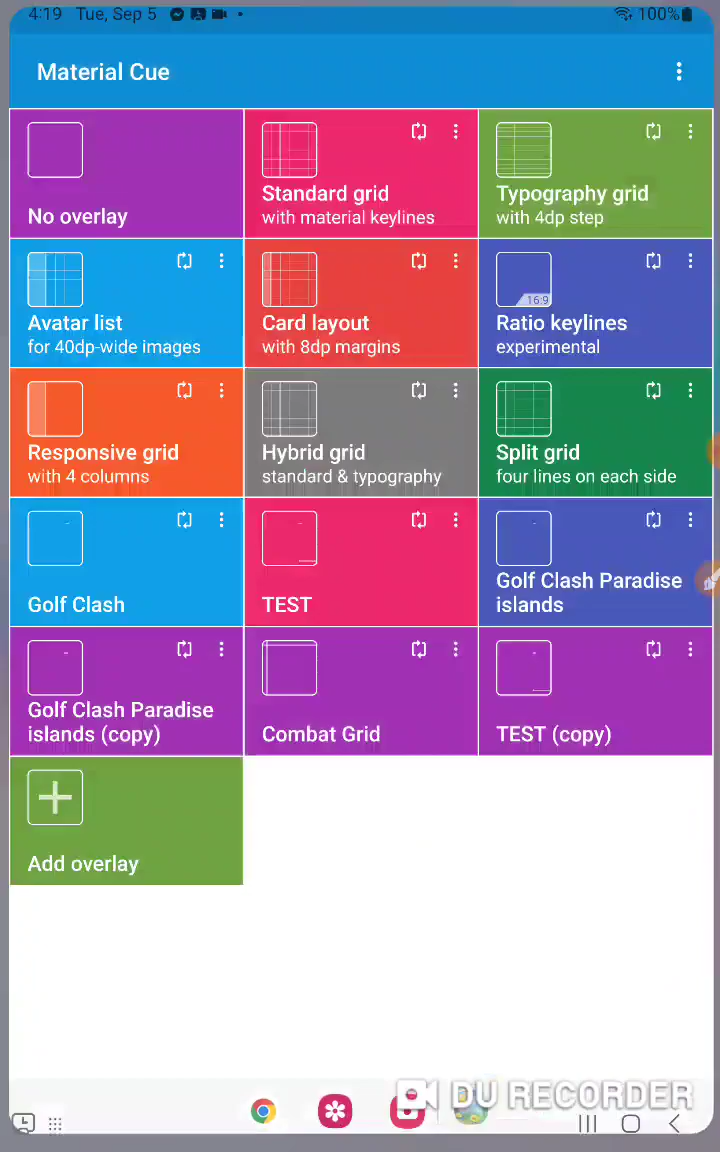 4:19 Tue, Sep 5
100%
Material Cue
No overlay
Standard grid
with material keylines
Typography grid
with 4dp step
Avatar list
for 40dp-wide images
Card layout
with 8dp margins
16:9
Ratio keylines
experimental
Responsive grid
with 4 columns
Hybrid grid
standard & typography
Split grid
four lines on each side
Golf Clash
TEST
Golf Clash Paradise
islands
Golf Clash Paradise
islands (copy)
Combat Grid
TEST (copy)
Add overlay
DU RECORDER